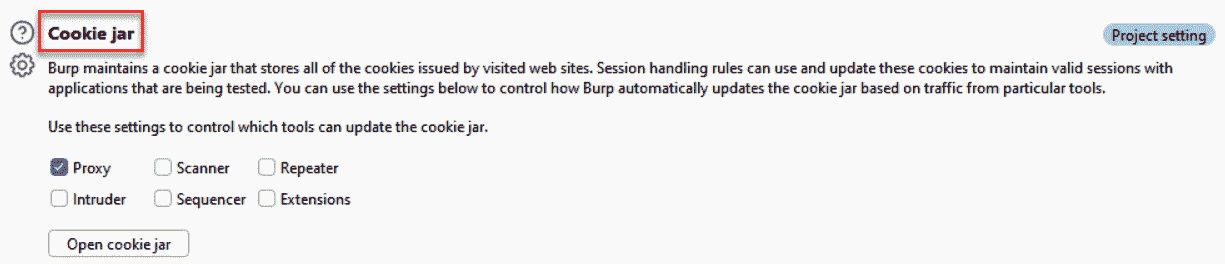 Cookie jar
Project setting
Burp maintains a cookie jar that stores all of the cookies issued by visited web sites. Session handling rules can use and update these cookies to maintain valid sessions with
applications that are being tested. You can use the settings below to control how Burp automatically updates the cookie jar based on traffic from particular tools.
Use these settings to control which tools can update the cookie jar.
Proxy Scanner Repeater
Intruder Sequencer Extensions
Open cookie jar